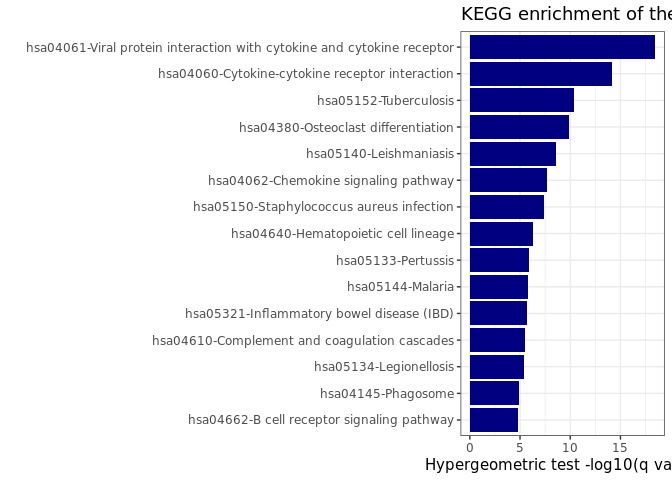 KEGG enrichment of the
hsa04061-Viral protein interaction with cytokine and cytokine receptor
hsa04060-Cytokine-cytokine receptor interaction
hsa05152-Tuberculosis
hsa04380-Osteoclast differentiation
hsa05140-Leishmaniasis
hsa04062-Chemokine signaling pathway
hsa05150-Staphylococcus aureus infection
hsa04640-Hematopoietic cell lineage
hsa05133-Pertussis
hsa05144-Malaria
hsa05321-Inflammatory bowel disease (IBD)
hsa04610-Complement and coagulation cascades
hsa05134-Legionellosis
hsa04145-Phagosome
hsa04662-B cell receptor signaling pathway
0 5 10 15
Hypergeometric test -log10(q va